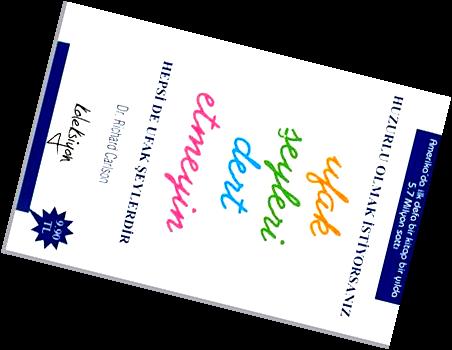 Amerika'da ilk defa bir kitap bir yılda
5.7 Milyon sattı
HUZURLU OLMAK İSTİYORSANIZ
ufak
şeyleri
dert
etmeyin
HEPSİ DE UFAK ŞEYLERDİR
Dr. Richard Carlson
koleksiyon
9.90
TL